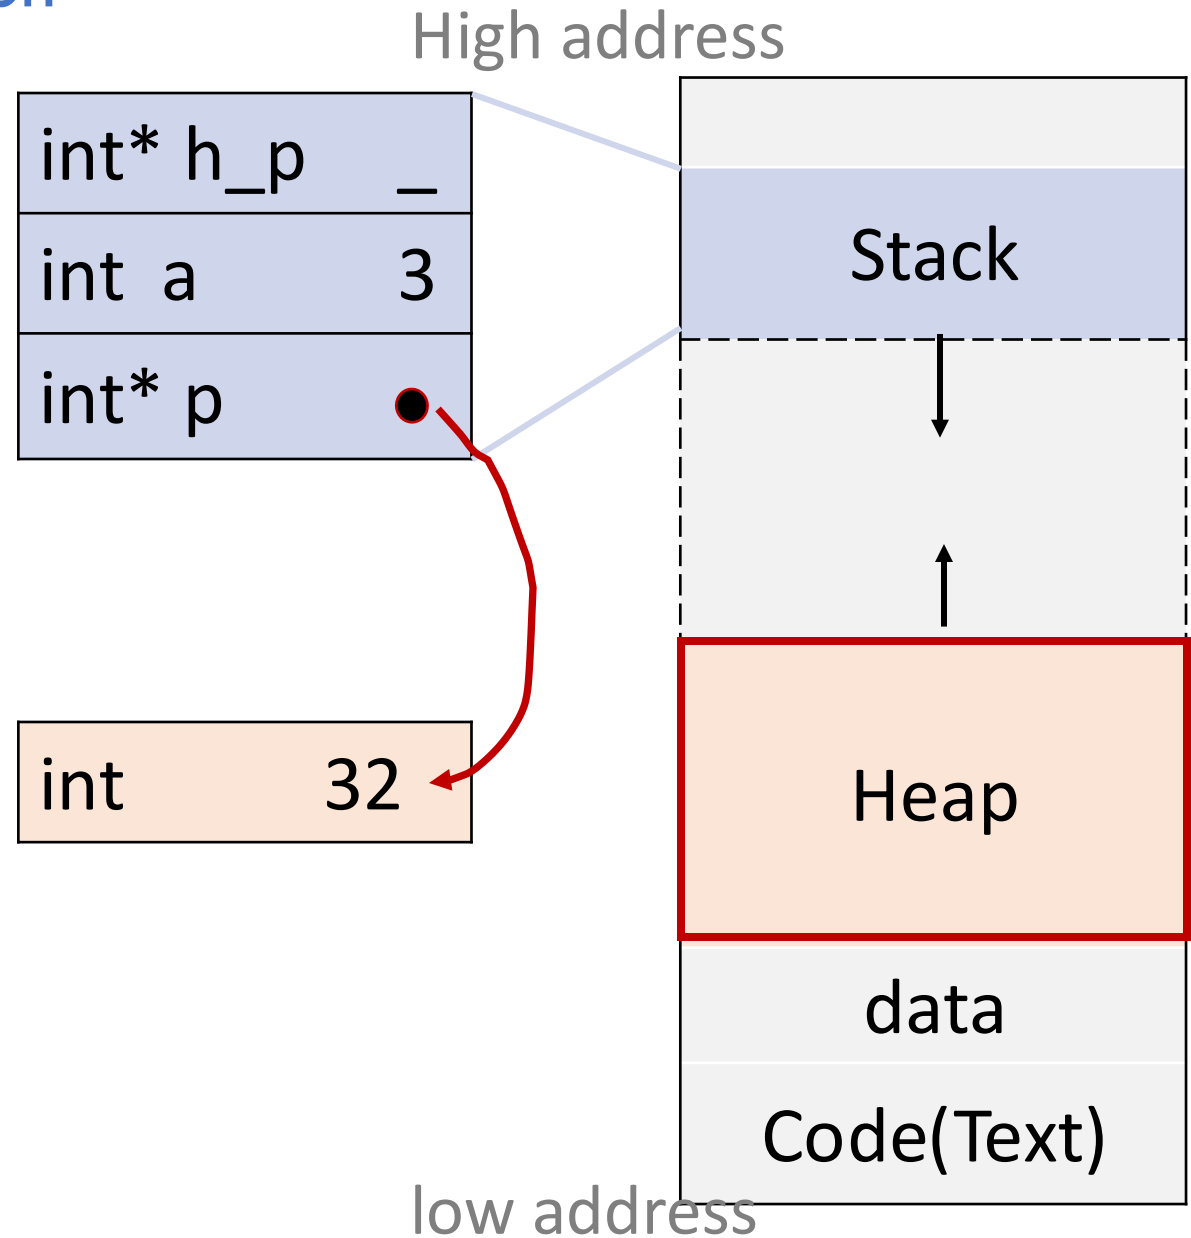 High address
int* h_p _
int a 3
int* p
int 32
Stack
Heap
data
Code(Text)
low address